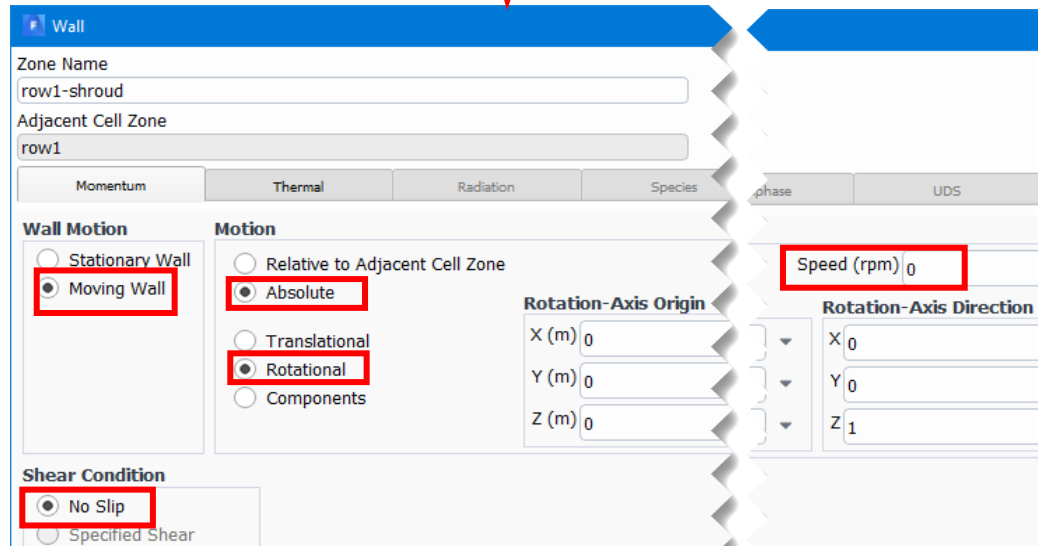 Wall
Zone Name
row1-shroud
Adjacent Cell Zone
row1
Momentum Thermal Radiation Species phase UDS
Wall Motion Motion
Stationary Wall Relative to Adjacent Cell Zone Speed (rpm) 0
Moving Wall Absolute
Rotation-Axis Origin Rotation-Axis Direction
Translational X (m) 0 X 0
Rotational Y (m) 0 Y 0
Components Z (m) 0 Z 1
Shear Condition
No Slip
Specified Shear